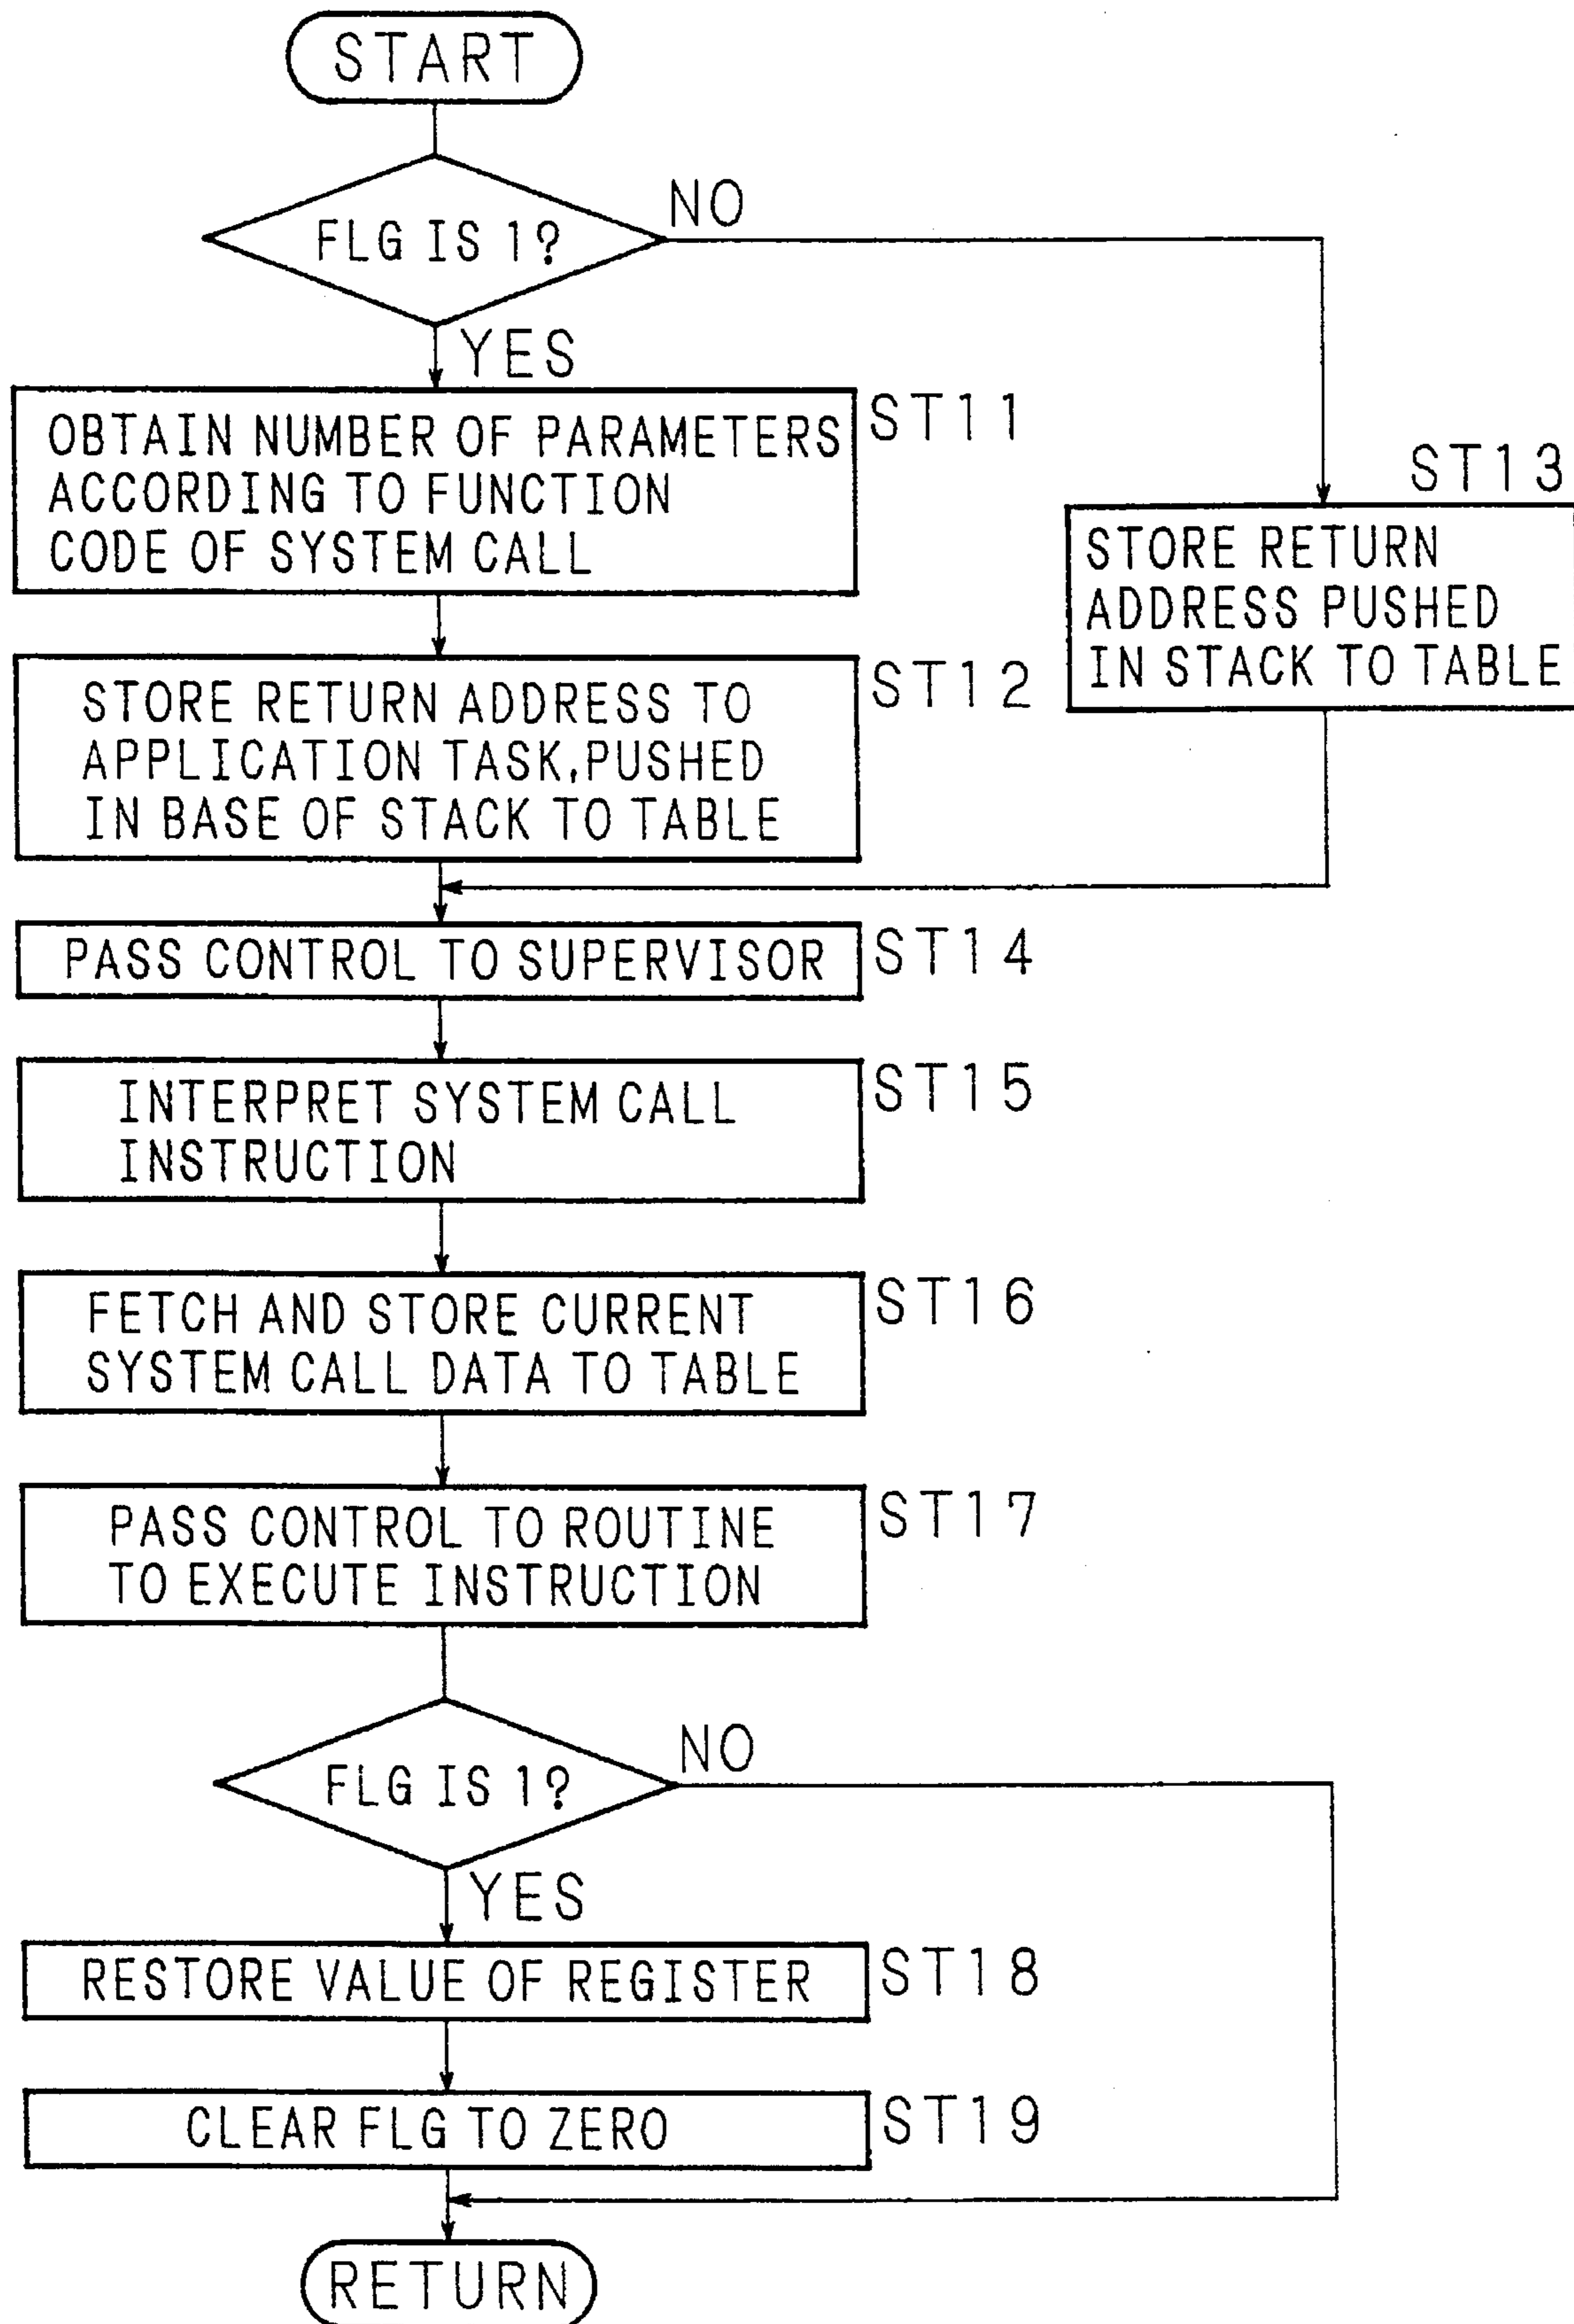 START
FLG IS 1?
NO
YES
OBTAIN NUMBER OF PARAMETERS
ACCORDING TO FUNCTION
CODE OF SYSTEM CALL
ST11
ST13
STORE RETURN
ADDRESS PUSHED
IN STACK TO TABLE
STORE RETURN ADDRESS TO
APPLICATION TASK,PUSHED
IN BASE OF STACK TO TABLE
ST12
PASS CONTROL TO SUPERVISOR
ST14
INTERPRET SYSTEM CALL
INSTRUCTION
ST15
FETCH AND STORE CURRENT
SYSTEM CALL DATA TO TABLE
ST16
PASS CONTROL TO ROUTINE
TO EXECUTE INSTRUCTION
ST17
FLG IS 1?
NO
YES
RESTORE VALUE OF REGISTER
ST18
CLEAR FLG TO ZERO
ST19
RETURN